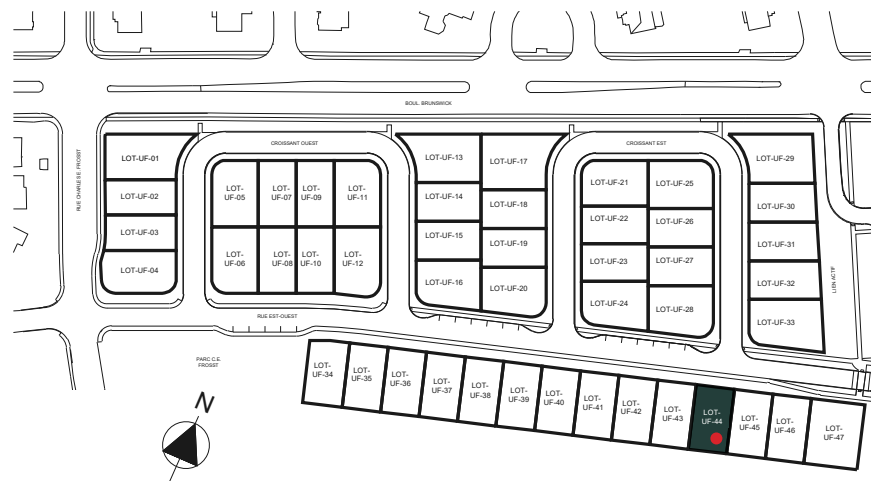 BOUL. BRUNSWICK
RUE CHARLES E. FROSST
CROISSANT OUEST
CROISSANT EST
LOT-UF-01
LOT-UF-02
LOT-UF-03
LOT-UF-04
LOT-
UF-05
LOT-
UF-07
LOT-
UF-09
LOT-
UF-11
LOT-
UF-06
LOT-
UF-08
LOT-
UF-10
LOT-
UF-12
LOT-UF-13
LOT-UF-14
LOT-UF-15
LOT-UF-16
LOT-UF-17
LOT-UF-18
LOT-UF-19
LOT-UF-20
LOT-UF-21
LOT-UF-22
LOT-UF-23
LOT-UF-24
LOT-UF-25
LOT-UF-26
LOT-UF-27
LOT-UF-28
LOT-UF-29
LOT-UF-30
LOT-UF-31
LOT-UF-32
LOT-UF-33
LIEN ACTIF
RUE EST-OUEST
PARC C.E.
FROSST
LOT-
UF-34
LOT-
UF-35
LOT-
UF-36
LOT-
UF-37
LOT-
UF-38
LOT-
UF-39
LOT-
UF-40
LOT-
UF-41
LOT-
UF-42
LOT-
UF-43
LOT-
UF-44
LOT-
UF-45
LOT-
UF-46
LOT-
UF-47
N